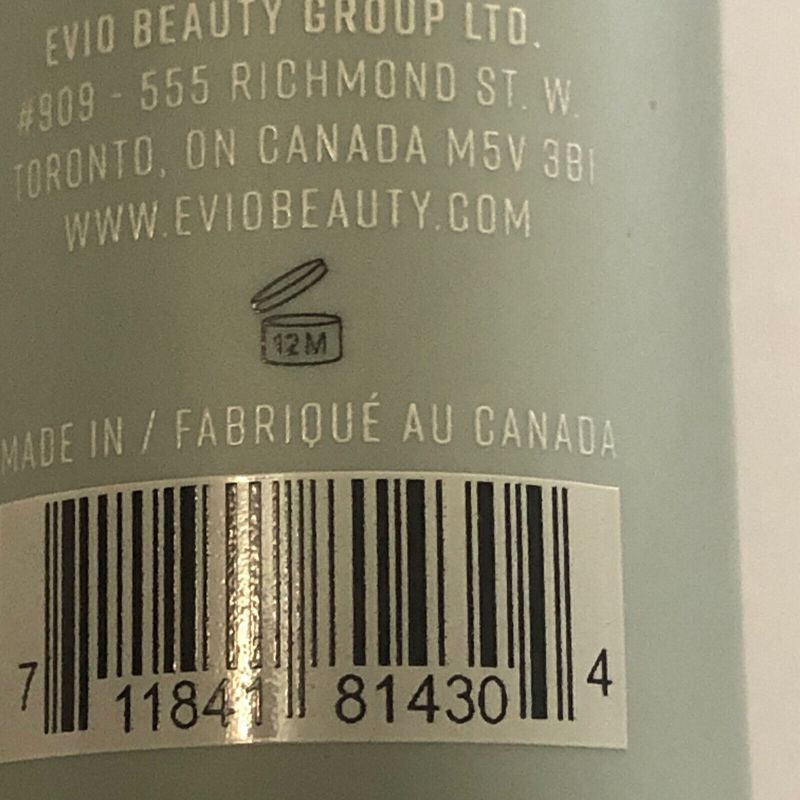 EVIO BEAUTY GROUP LTD.
#909 - 555 RICHMOND ST. W.
TORONTO, ON CANADA M5V 3B1
WWW.EVIOBEAUTY.COM
12M
MADE IN / FABRIQUÉ AU CANADA
7 11841 81430 4